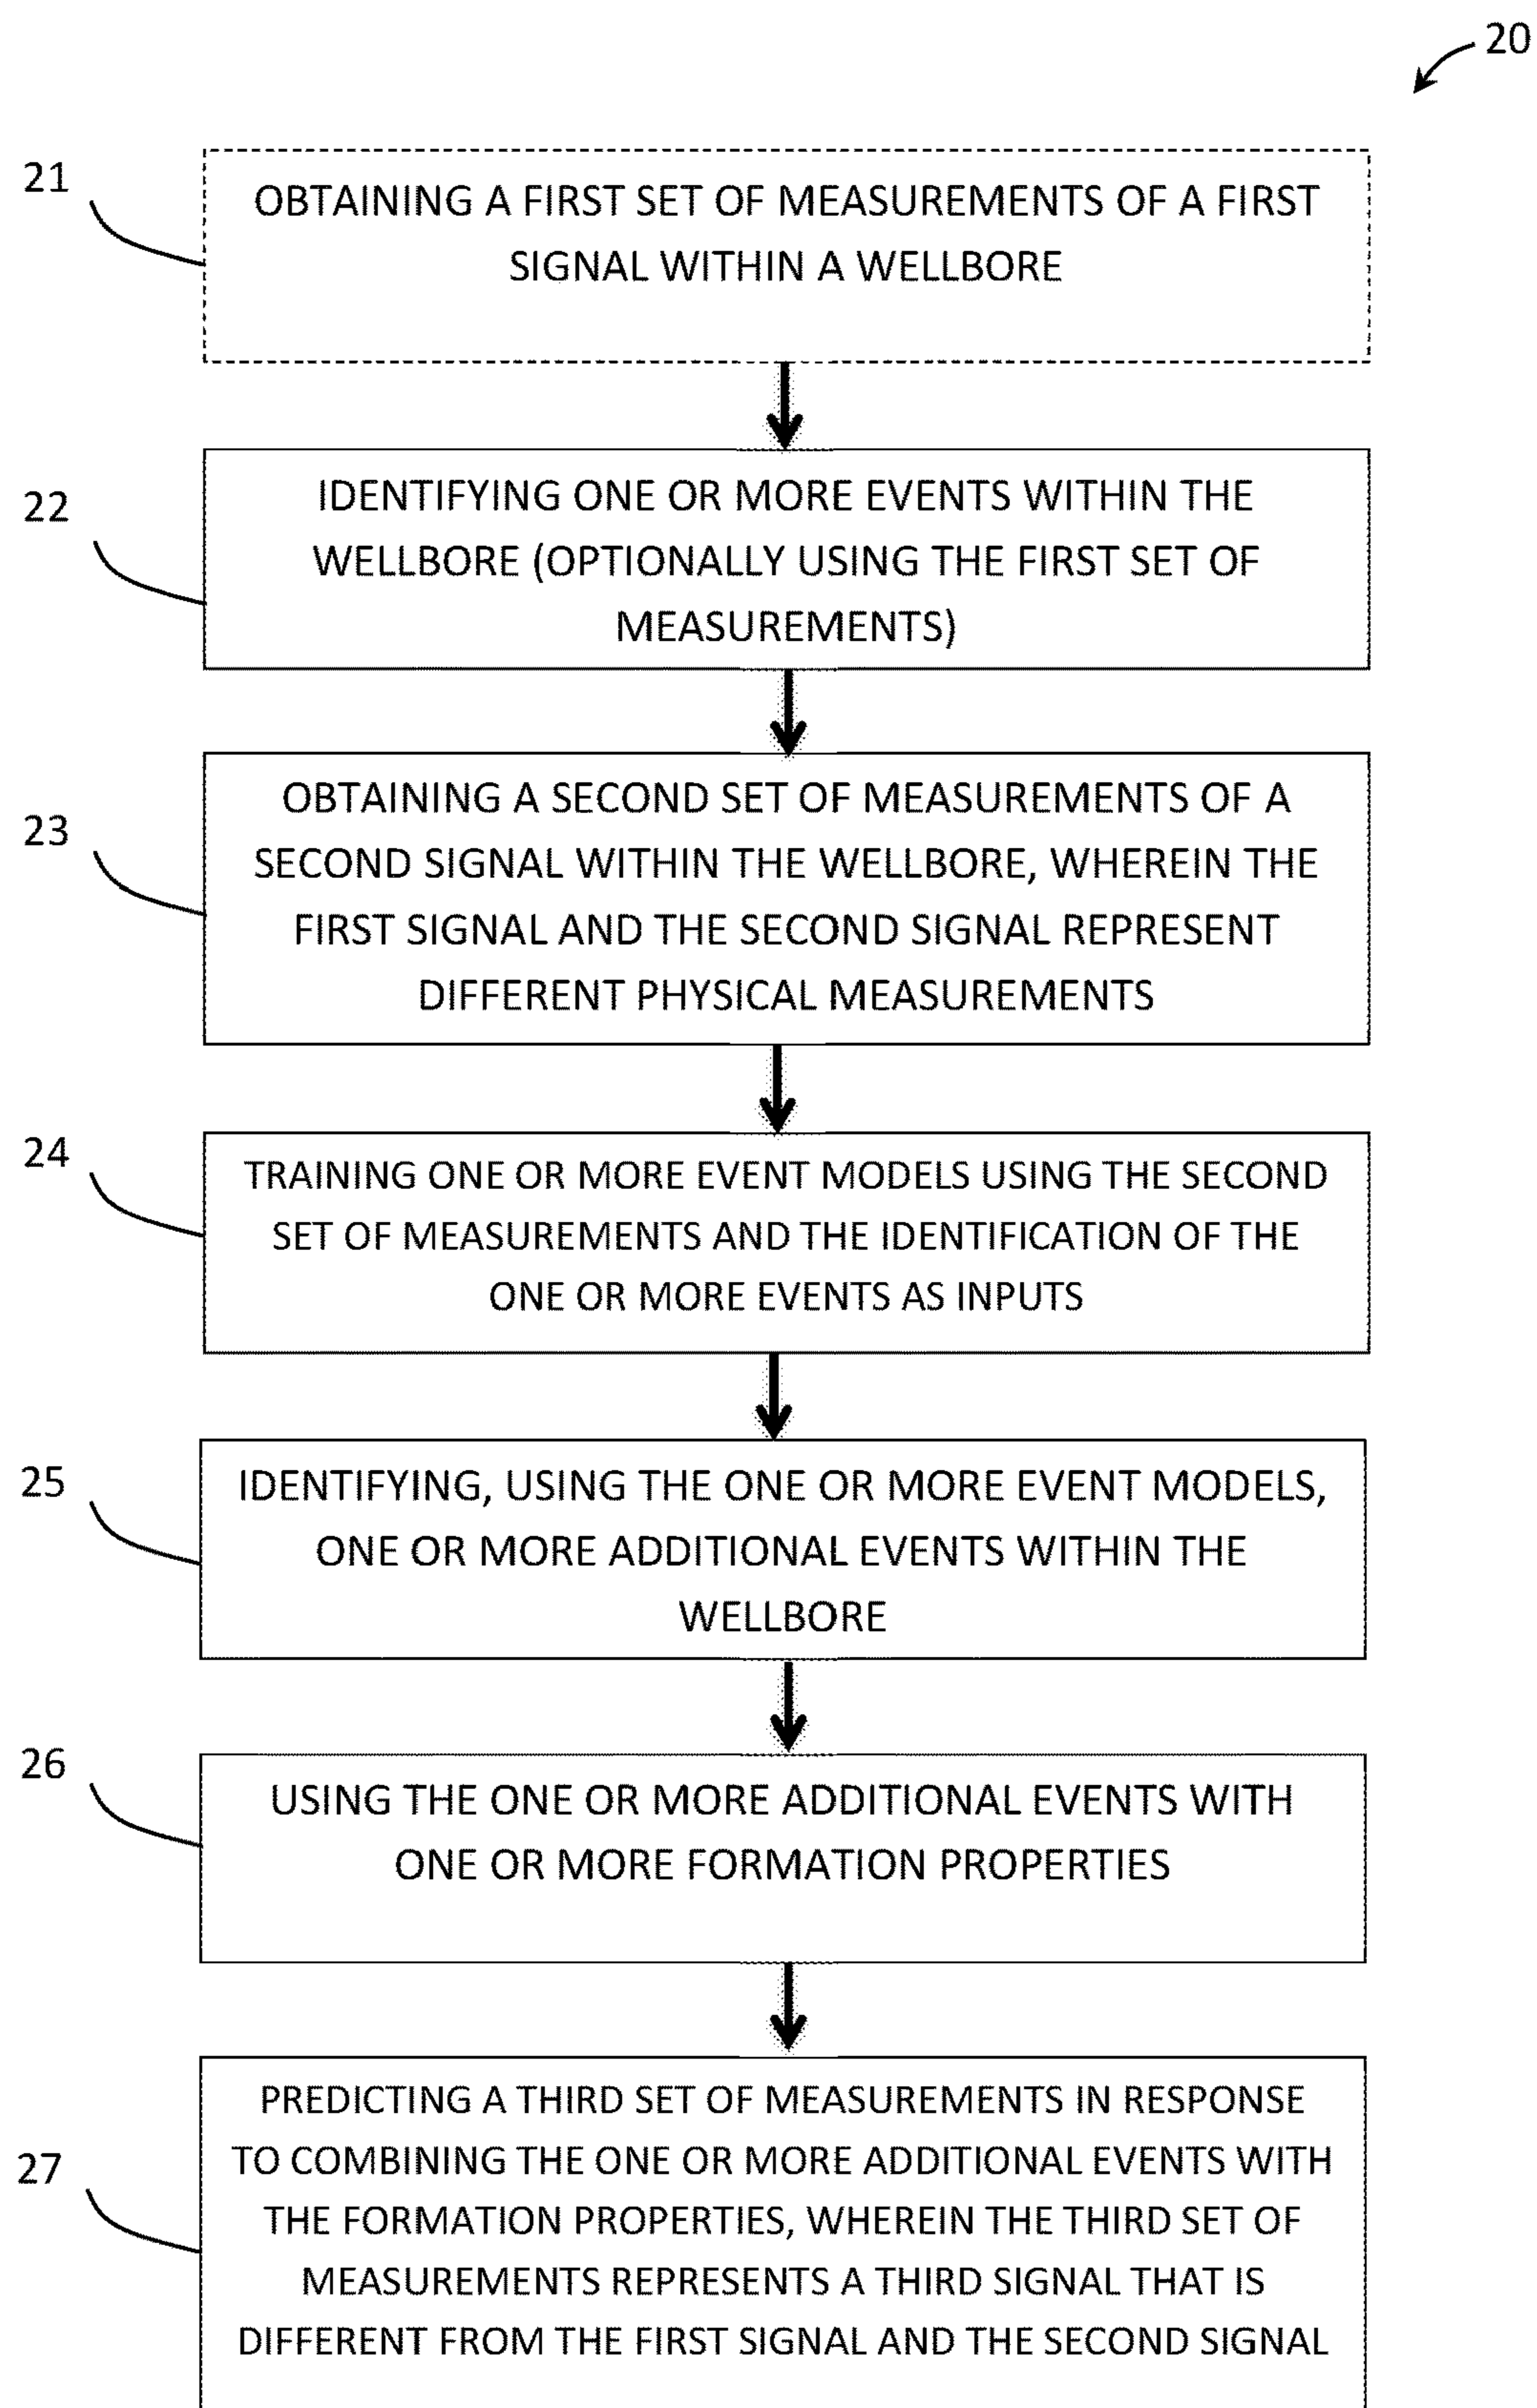 20
21
OBTAINING A FIRST SET OF MEASUREMENTS OF A FIRST
SIGNAL WITHIN A WELLBORE
22
IDENTIFYING ONE OR MORE EVENTS WITHIN THE
WELLBORE (OPTIONALLY USING THE FIRST SET OF
MEASUREMENTS)
23
OBTAINING A SECOND SET OF MEASUREMENTS OF A
SECOND SIGNAL WITHIN THE WELLBORE, WHEREIN THE
FIRST SIGNAL AND THE SECOND SIGNAL REPRESENT
DIFFERENT PHYSICAL MEASUREMENTS
24
TRAINING ONE OR MORE EVENT MODELS USING THE SECOND
SET OF MEASUREMENTS AND THE IDENTIFICATION OF THE
ONE OR MORE EVENTS AS INPUTS
25
IDENTIFYING, USING THE ONE OR MORE EVENT MODELS,
ONE OR MORE ADDITIONAL EVENTS WITHIN THE
WELLBORE
26
USING THE ONE OR MORE ADDITIONAL EVENTS WITH
ONE OR MORE FORMATION PROPERTIES
27
PREDICTING A THIRD SET OF MEASUREMENTS IN RESPONSE
TO COMBINING THE ONE OR MORE ADDITIONAL EVENTS WITH
THE FORMATION PROPERTIES, WHEREIN THE THIRD SET OF
MEASUREMENTS REPRESENTS A THIRD SIGNAL THAT IS
DIFFERENT FROM THE FIRST SIGNAL AND THE SECOND SIGNAL